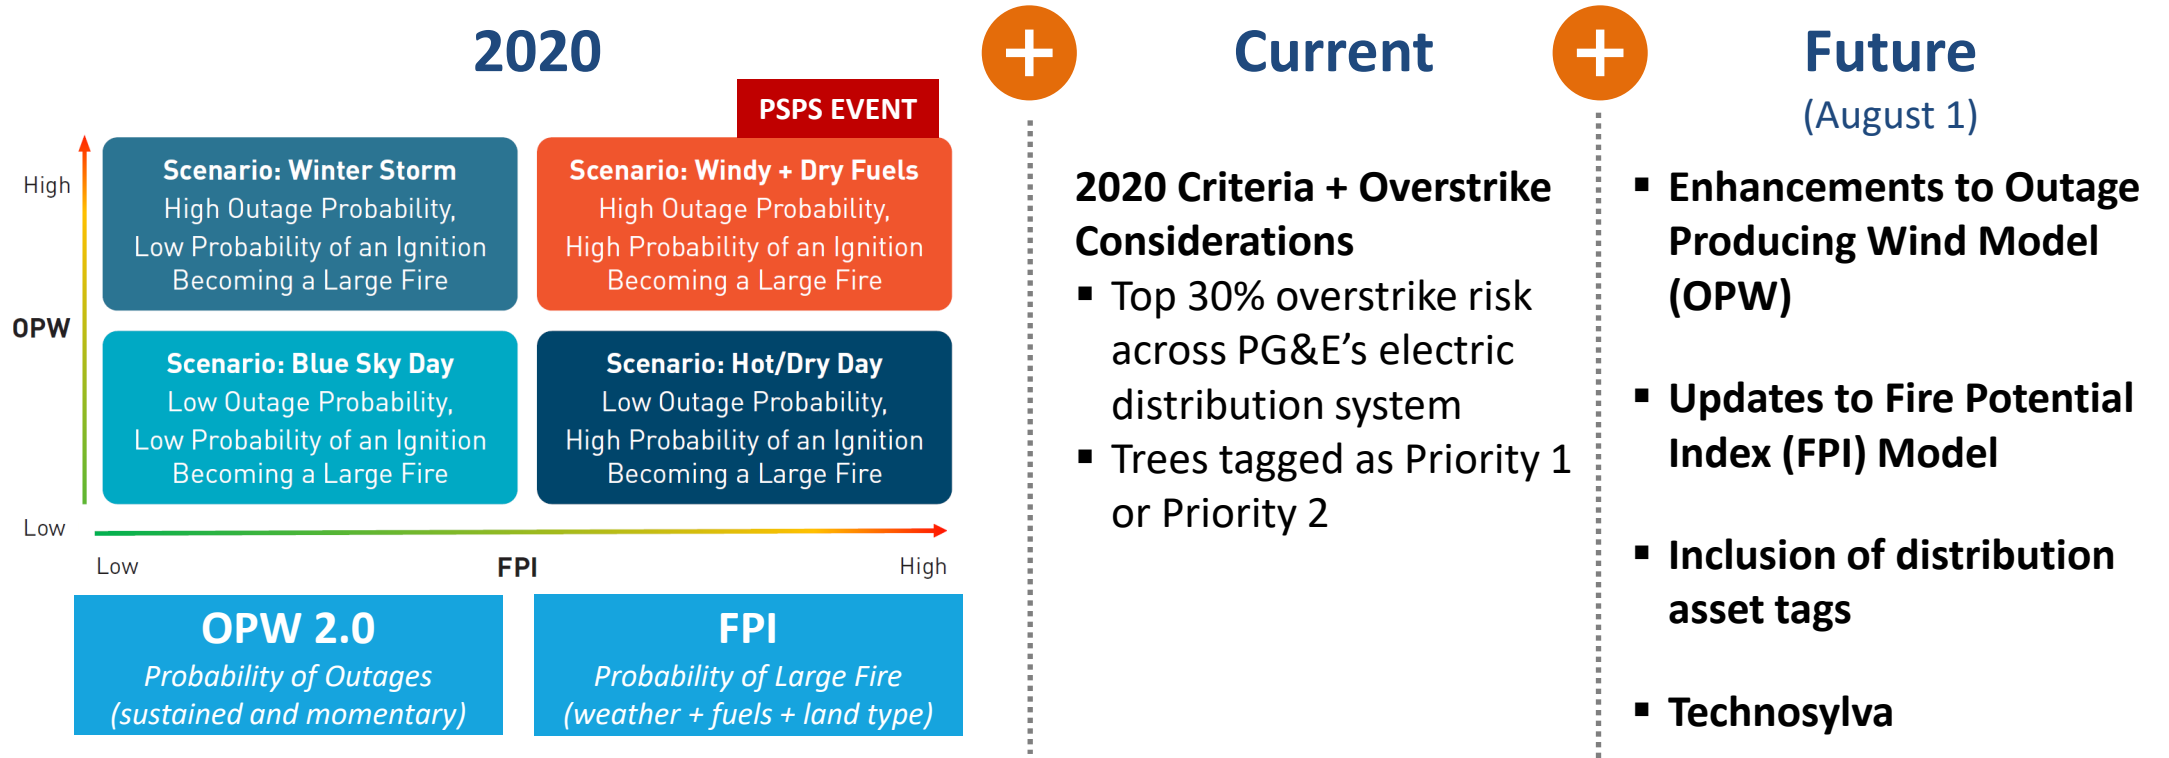 2020
PSPS EVENT
High
OPW
Low
Scenario: Winter Storm
High Outage Probability,
Low Probability of an Ignition
Becoming a Large Fire
Scenario: Windy + Dry Fuels
High Outage Probability,
High Probability of an Ignition
Becoming a Large Fire
Scenario: Blue Sky Day
Low Outage Probability,
Low Probability of an Ignition
Becoming a Large Fire
Scenario: Hot/Dry Day
Low Outage Probability,
High Probability of an Ignition
Becoming a Large Fire
Low
FPI
High
OPW 2.0
Probability of Outages
(sustained and momentary)
FPI
Probability of Large Fire
(weather + fuels + land type)
+
Current
2020 Criteria + Overstrike
Considerations
▪ Top 30% overstrike risk
across PG&E’s electric
distribution system
▪ Trees tagged as Priority 1
or Priority 2
+
Future
(August 1)
▪ Enhancements to Outage
Producing Wind Model
(OPW)
▪ Updates to Fire Potential
Index (FPI) Model
▪ Inclusion of distribution
asset tags
▪ Technosylva